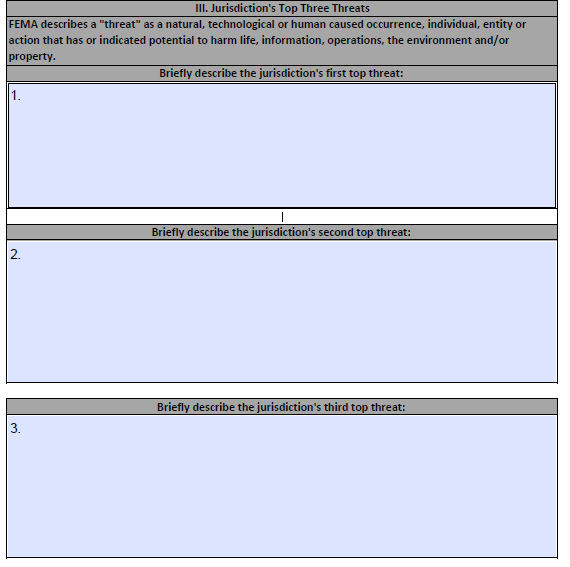 III. Jurisdiction's Top Three Threats
FEMA describes a "threat" as a natural, technological or human caused occurrence, individual, entity or
action that has or indicated potential to harm life, information, operations, the environment and/or
property.
Briefly describe the jurisdiction's first top threat:
1.
Briefly describe the jurisdiction's second top threat:
2.
Briefly describe the jurisdiction's third top threat:
3.